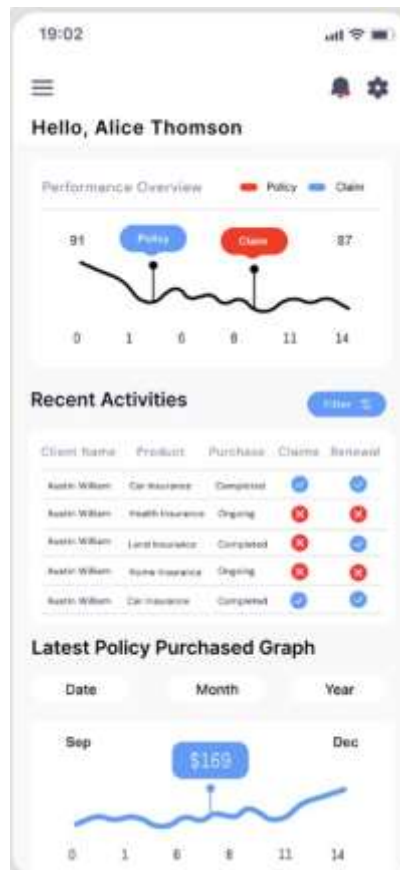 19:02
Hello, Alice Thomson
Performance Overview Policy Claim
91 Policy Claim 87
0 1 6 8 11 14
Recent Activities Filter
Client Name Product Purchase Claims Renewal
Austin William Car Insurance Completed
Austin William Health Insurance Ongoing
Austin William Land Insurance Completed
Austin William Home Insurance Ongoing
Austin William Car Insurance Completed
Latest Policy Purchased Graph
Date Month Year
Sep $169 Dec
0 1 6 8 11 14